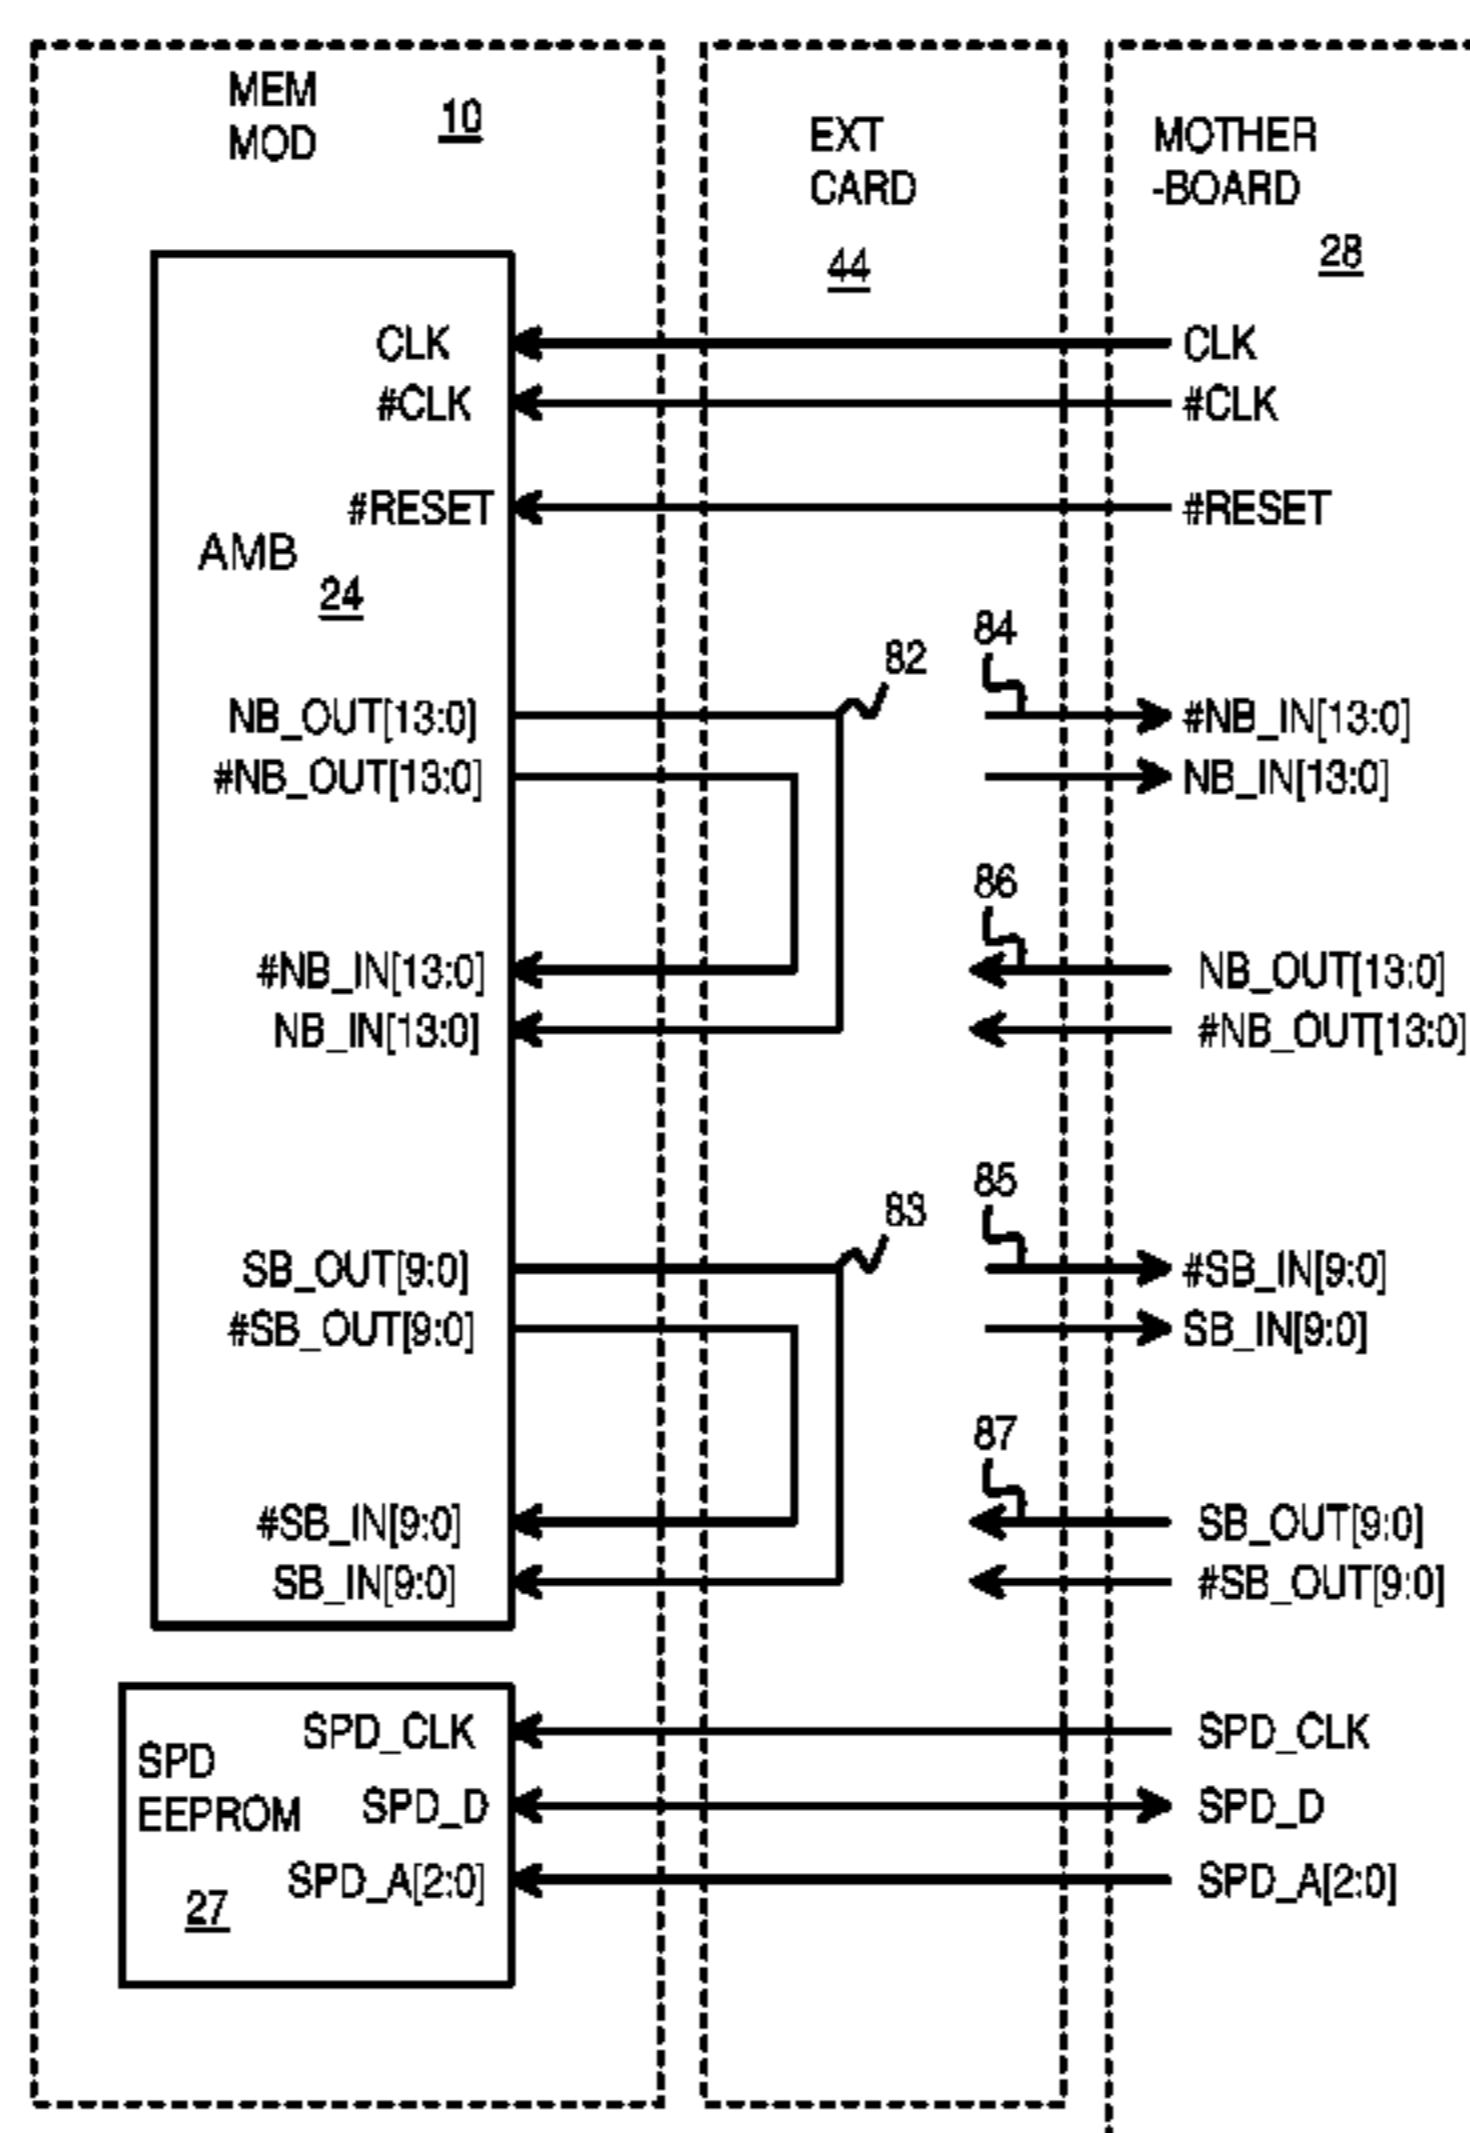 MEM
MOD
10
EXT
CARD
44
MOTHER
-BOARD
28
CLK
CLK
#CLK
#CLK
#RESET
#RESET
AMB
24
82
84
NB_OUT[13:0]
#NB_IN[13:0]
#NB_OUT[13:0]
NB_IN[13:0]
86
#NB_IN[13:0]
NB_OUT[13:0]
NB_IN[13:0]
#NB_OUT[13:0]
83
85
SB_OUT[9:0]
#SB_IN[9:0]
#SB_OUT[9:0]
SB_IN[9:0]
87
#SB_IN[9:0]
SB_OUT[9:0]
SB_IN[9:0]
#SB_OUT[9:0]
SPD
EEPROM
27
SPD_CLK
SPD_CLK
SPD_D
SPD_D
SPD_A[2:0]
SPD_A[2:0]